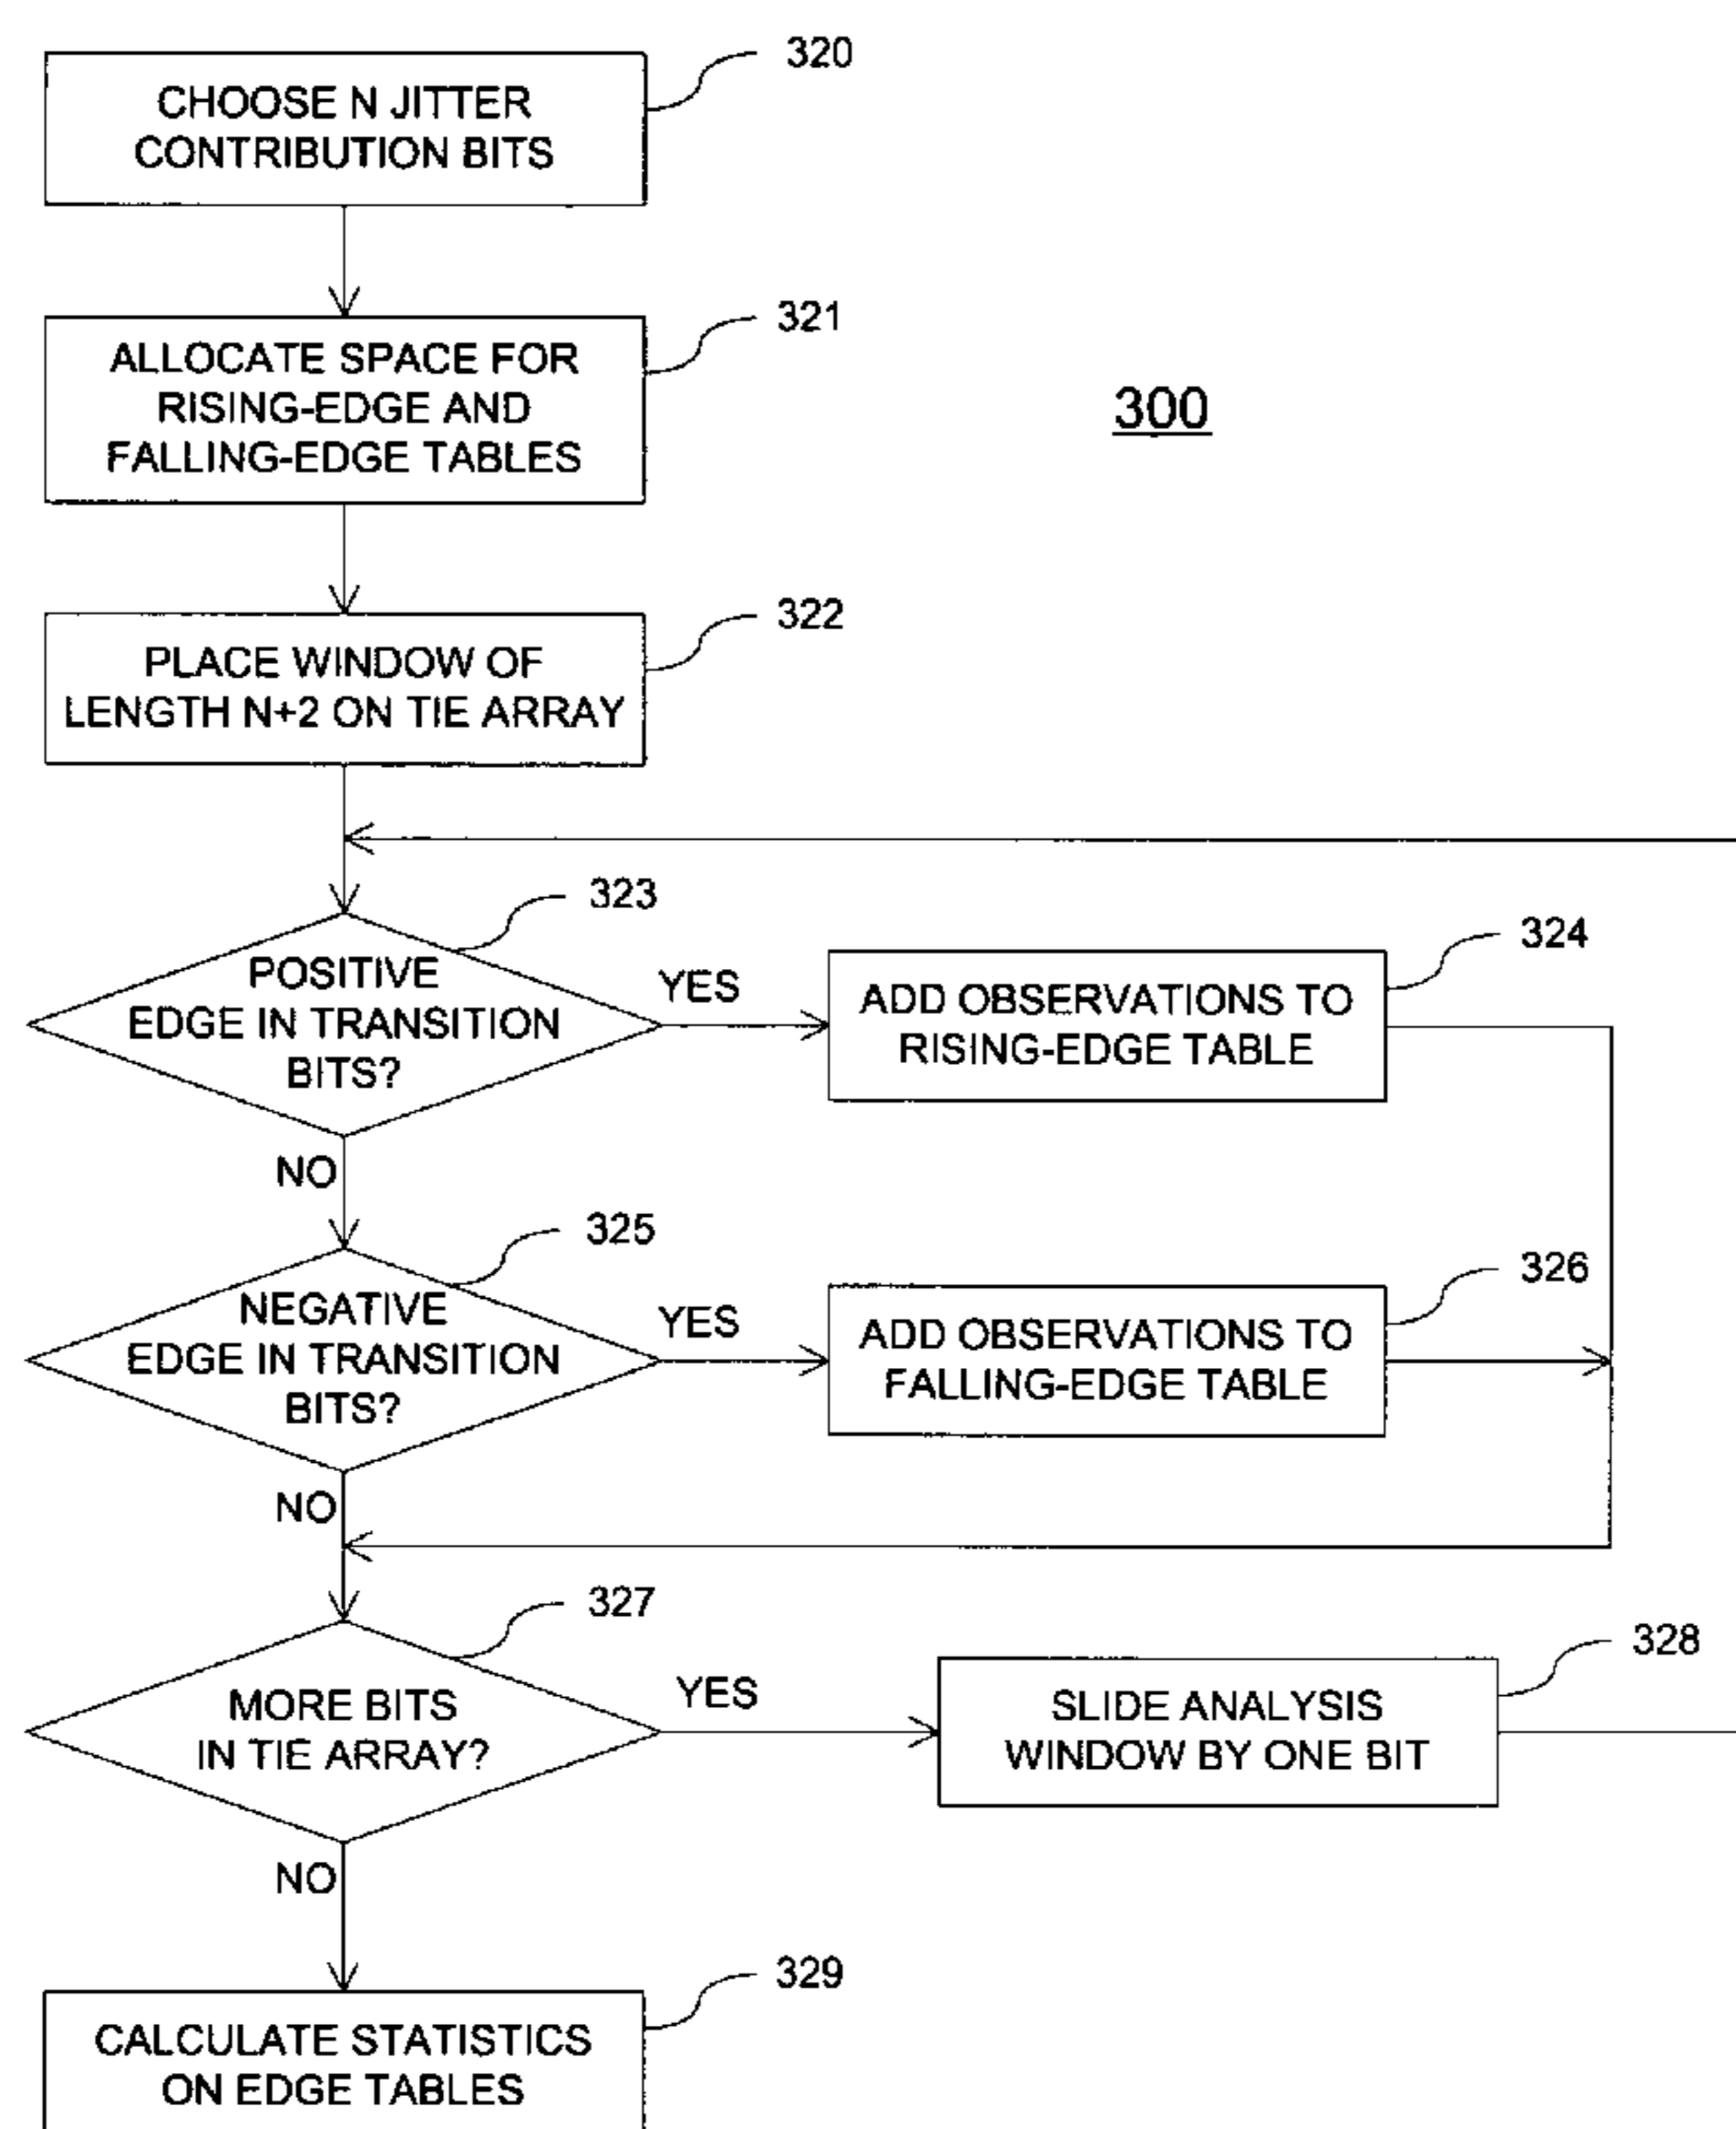 320
CHOOSE N JITTER
CONTRIBUTION BITS
321
ALLOCATE SPACE FOR
RISING-EDGE AND
FALLING-EDGE TABLES
300
322
PLACE WINDOW OF
LENGTH N+2 ON TIE ARRAY
323
POSITIVE
EDGE IN TRANSITION
BITS?
YES
324
ADD OBSERVATIONS TO
RISING-EDGE TABLE
NO
325
NEGATIVE
EDGE IN TRANSITION
BITS?
YES
326
ADD OBSERVATIONS TO
FALLING-EDGE TABLE
NO
327
MORE BITS
IN TIE ARRAY?
YES
328
SLIDE ANALYSIS
WINDOW BY ONE BIT
NO
329
CALCULATE STATISTICS
ON EDGE TABLES